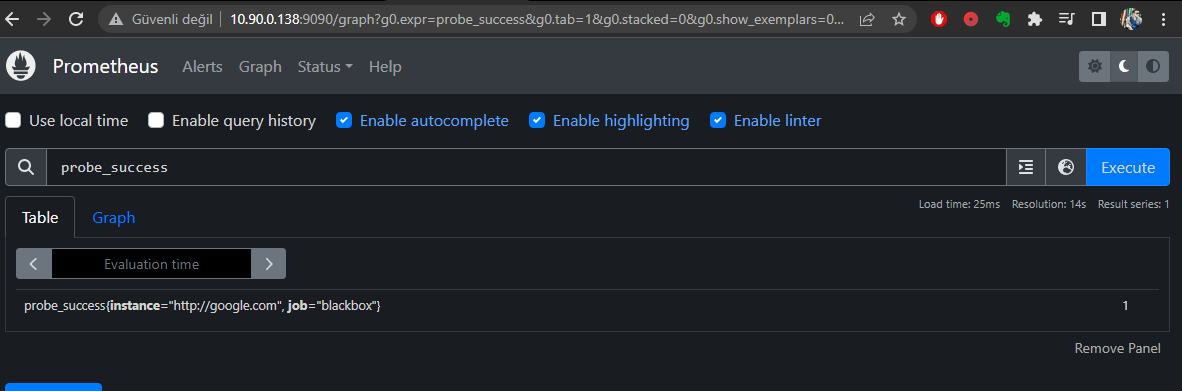 Güvenli değil 10.90.0.138:9090/graph?g0.expr=probe_success&g0.tab=1&g0.stacked=0&g0.show_exemplars=0...
Prometheus Alerts Graph Status Help
Use local time Enable query history Enable autocomplete Enable highlighting Enable linter
probe_success Execute
Load time: 25ms Resolution: 14s Result series: 1
Table Graph
Evaluation time
probe_success{instance="http://google.com", job="blackbox"} 1
Remove Panel